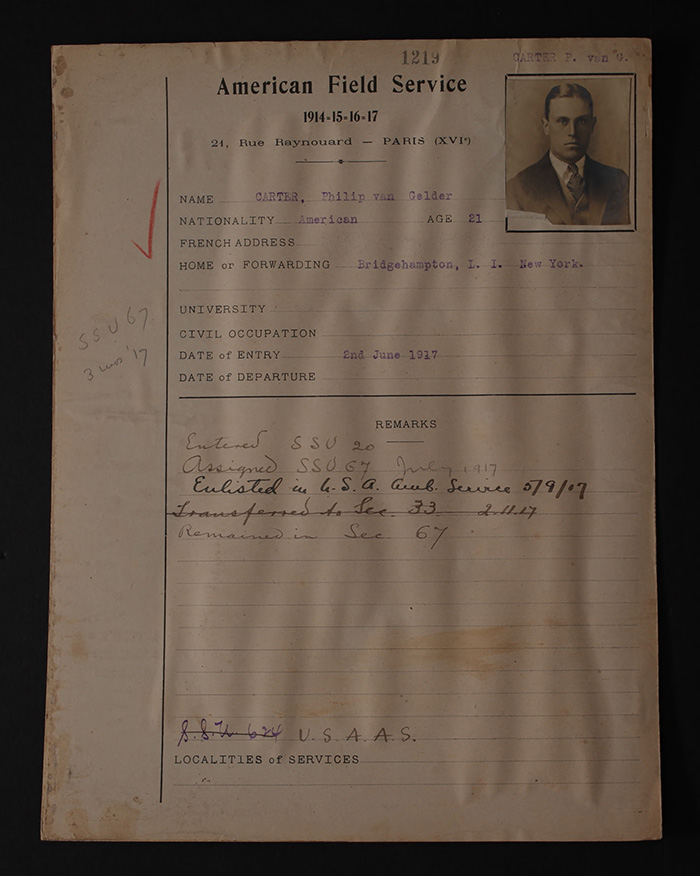 1219
CARTER P. van G.
American Field Service
1914-15-16-17
21, Rue Raynouard — PARIS (XVIe)
NAME CARTER, Philip van Gelder
NATIONALITY American AGE 21
FRENCH ADDRESS
HOME or FORWARDING Bridgehampton, L. I. New York.
UNIVERSITY
CIVIL OCCUPATION
DATE of ENTRY 2nd June 1917
DATE of DEPARTURE
SSU 67
3 mos '17
REMARKS
Entered SSU 20
Assigned SSU 67 July 1917
Enlisted in U.S.A. Amb. Service 5/9/17
Transferred to Sec. 33 2.11.17
Remained in Sec. 67
S.S.U. 624 U.S.A.A.S.
LOCALITIES of SERVICES